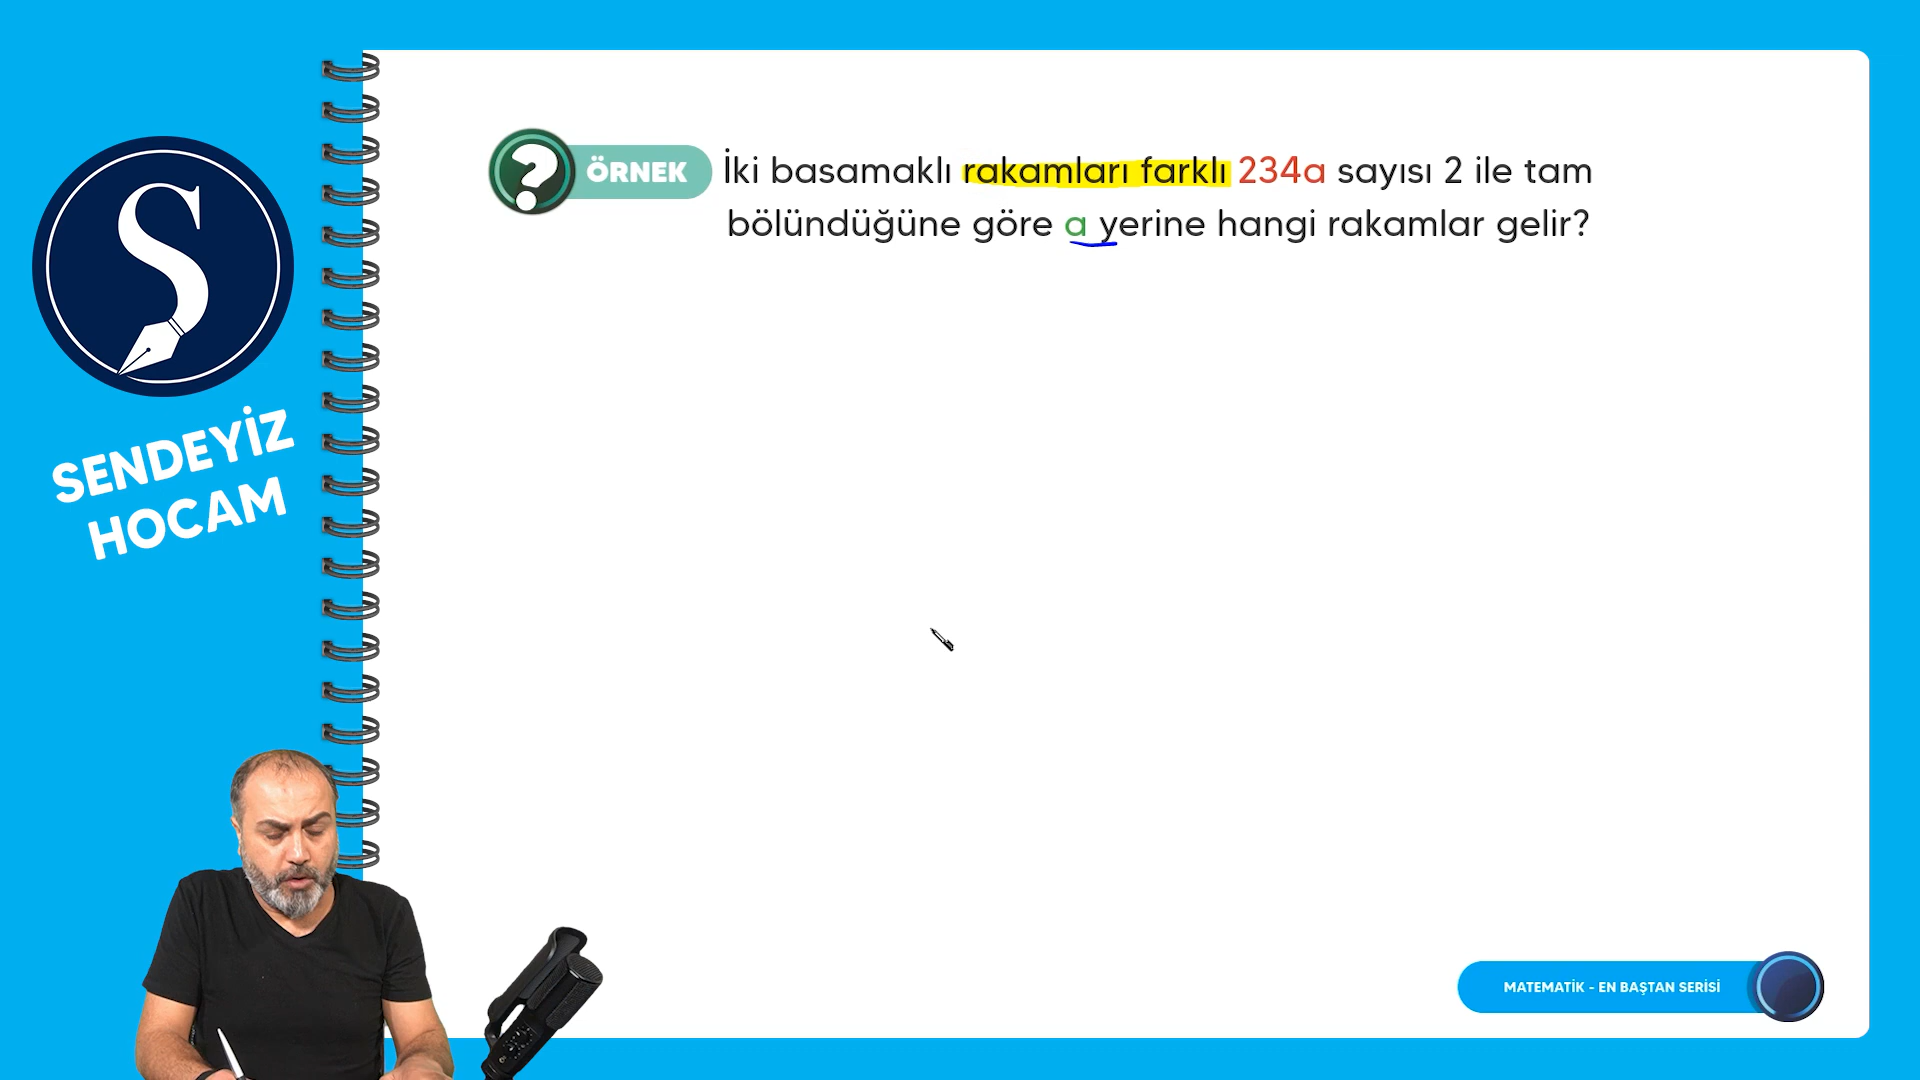 ÖRNEK İki basamaklı rakamları farklı 234a sayısı 2 ile tam
bölündüğüne göre a yerine hangi rakamlar gelir?
SENDEYİZ
HOCAM
MATEMATİK - EN BAŞTAN SERİSİ